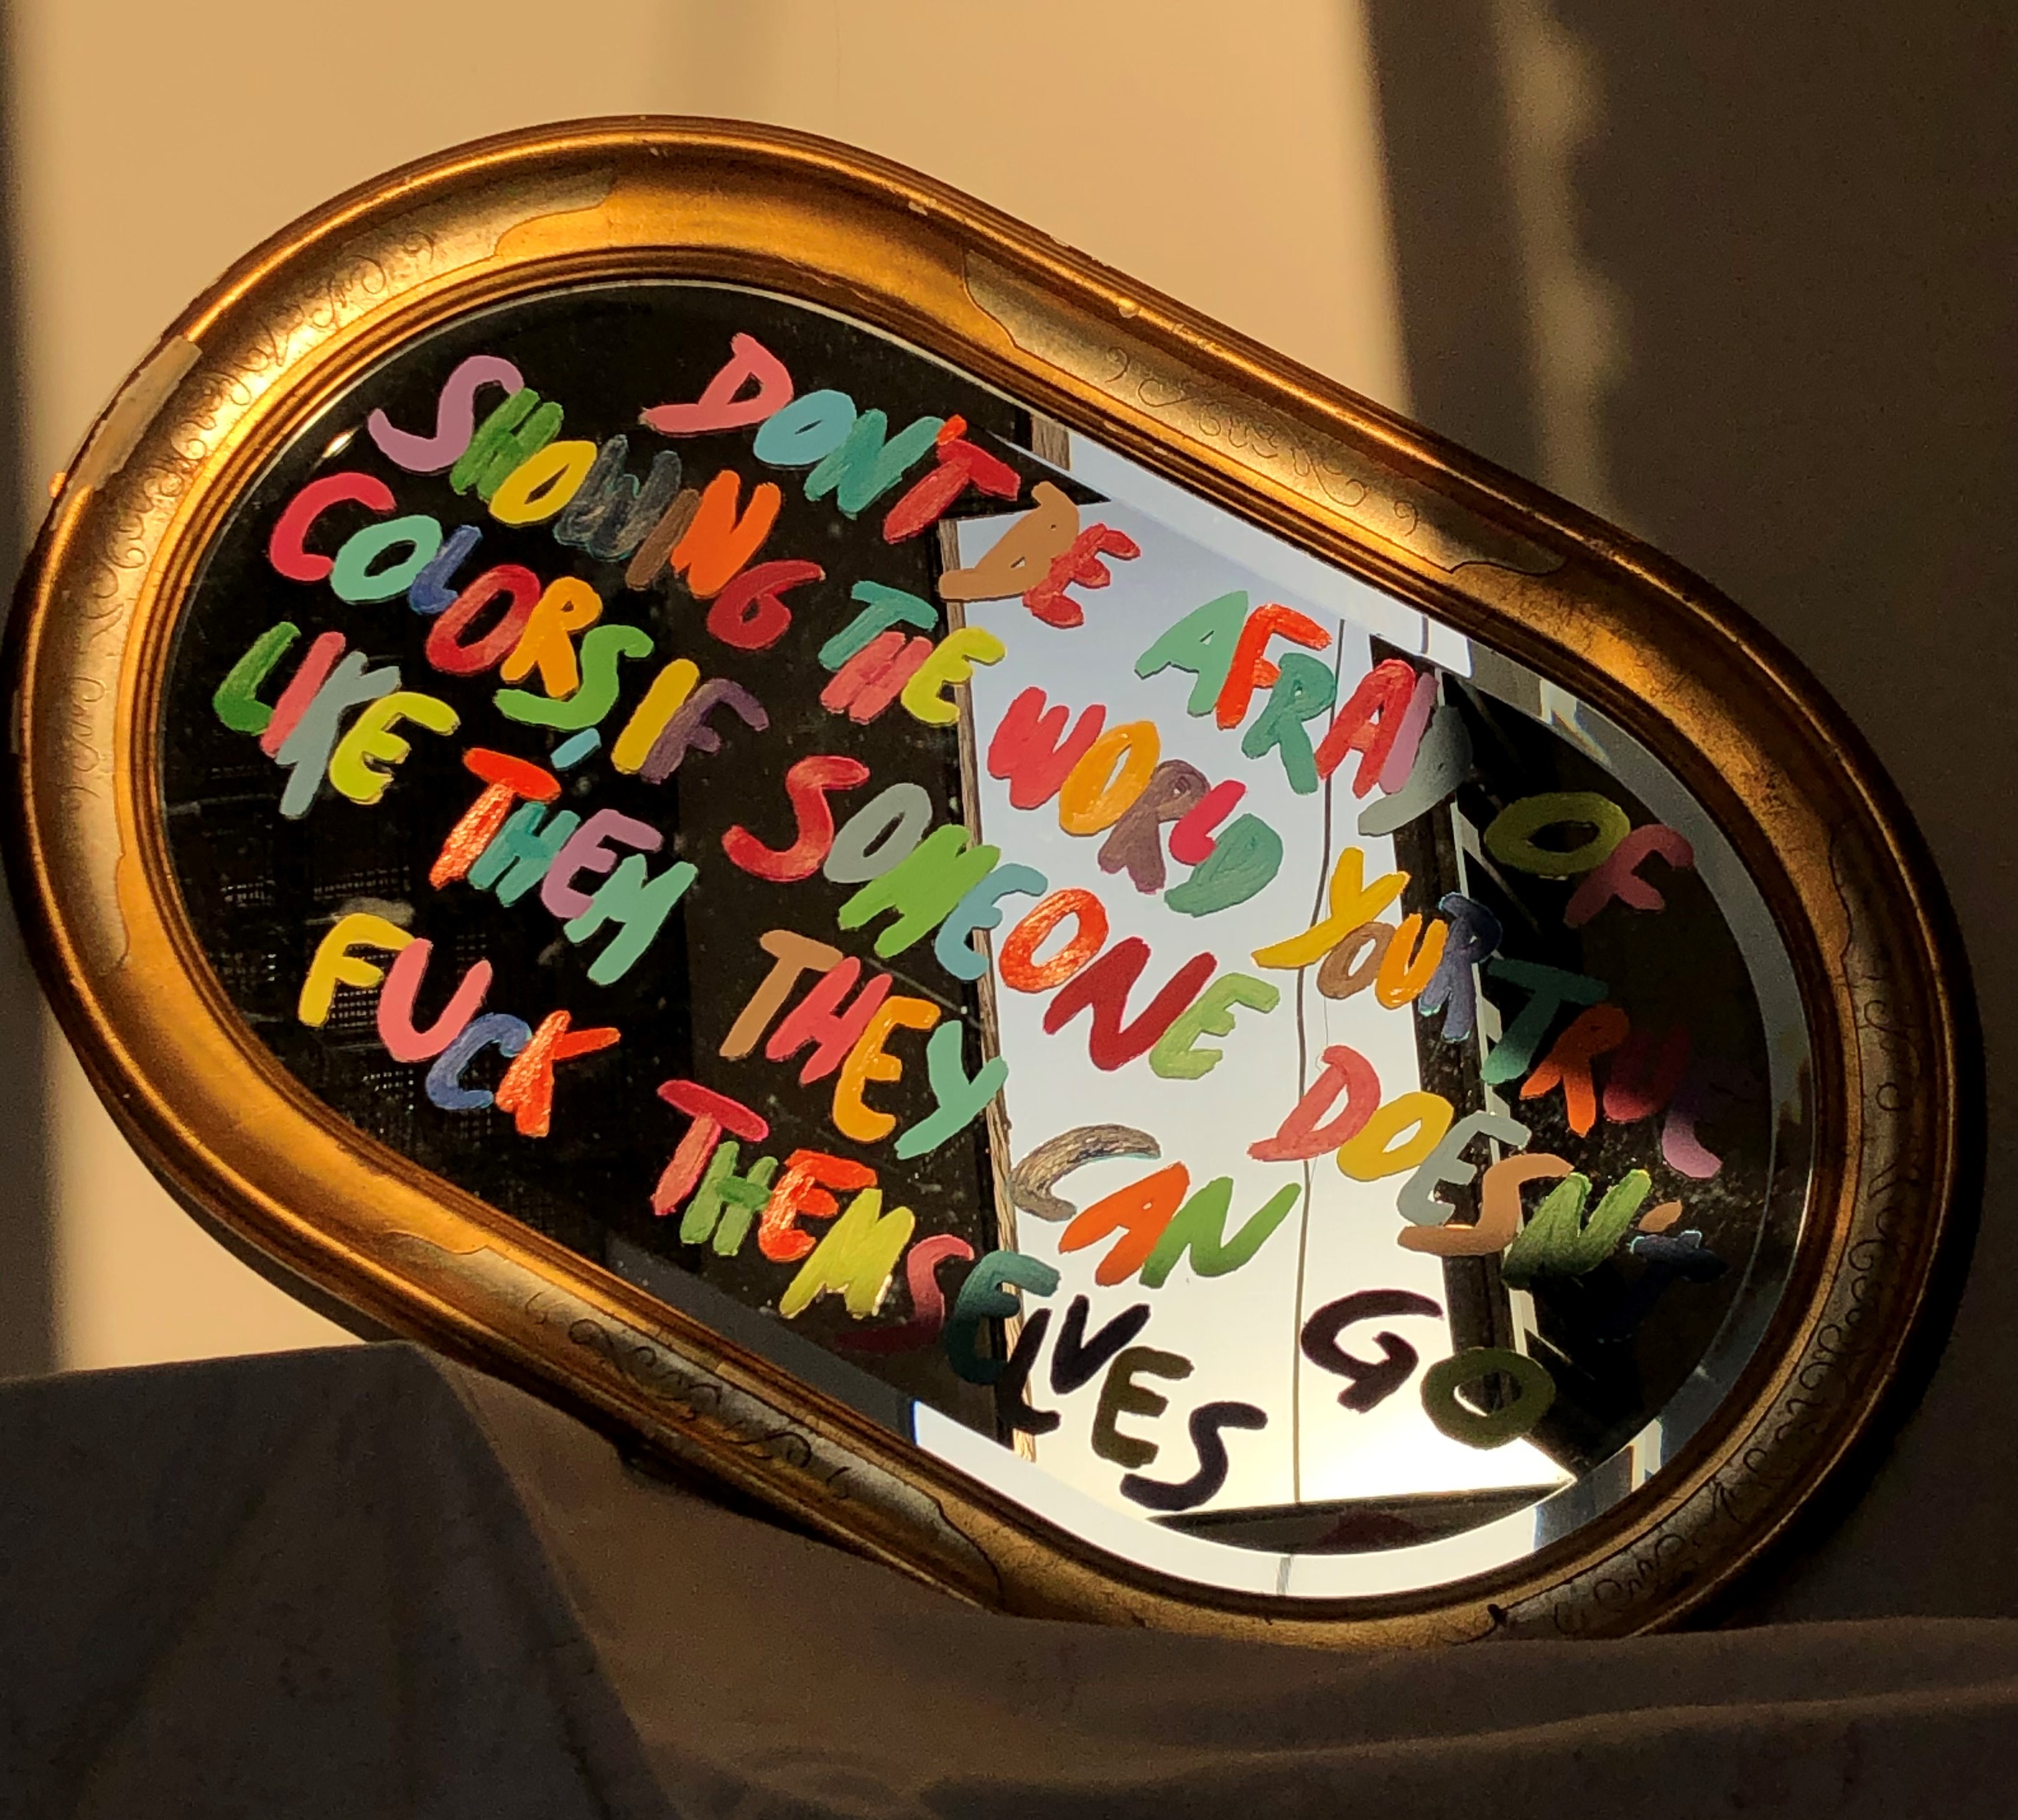 DON'T BE AFRAID OF
SHOWING THE WORLD YOUR TRUE
COLORS, IF SOMEONE DOESN'T
LIKE THEM THEY CAN GO
FUCK THEMSELVES